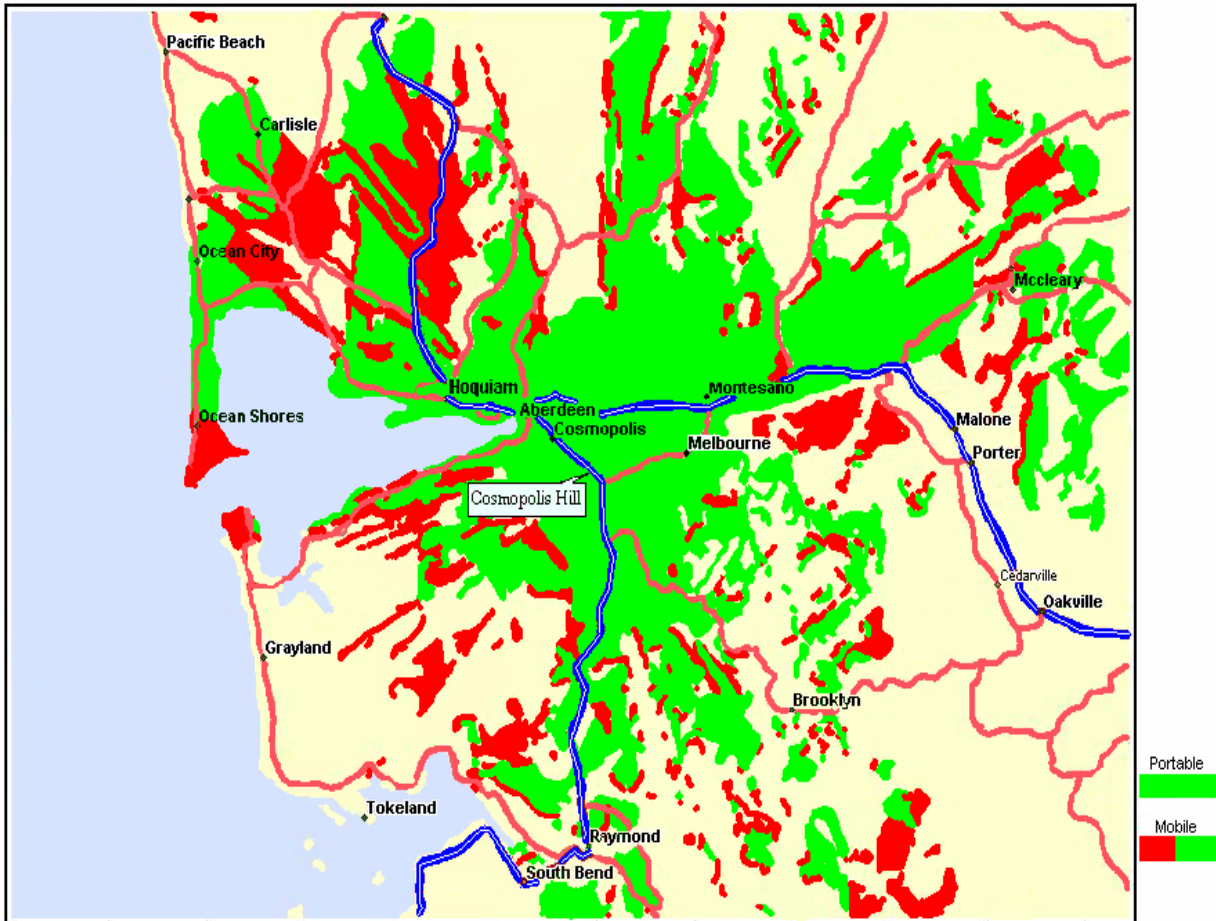 Pacific Beach
Carlisle
Ocean City
Mccleary
Hoquiam
Montesano
Aberdeen
Ocean Shores
Cosmopolis
Malone
Melbourne
Porter
Cosmopolis Hill
Cedarville
Oakville
Grayland
Brooklyn
Portable
Tokeland
Mobile
Raymond
South Bend